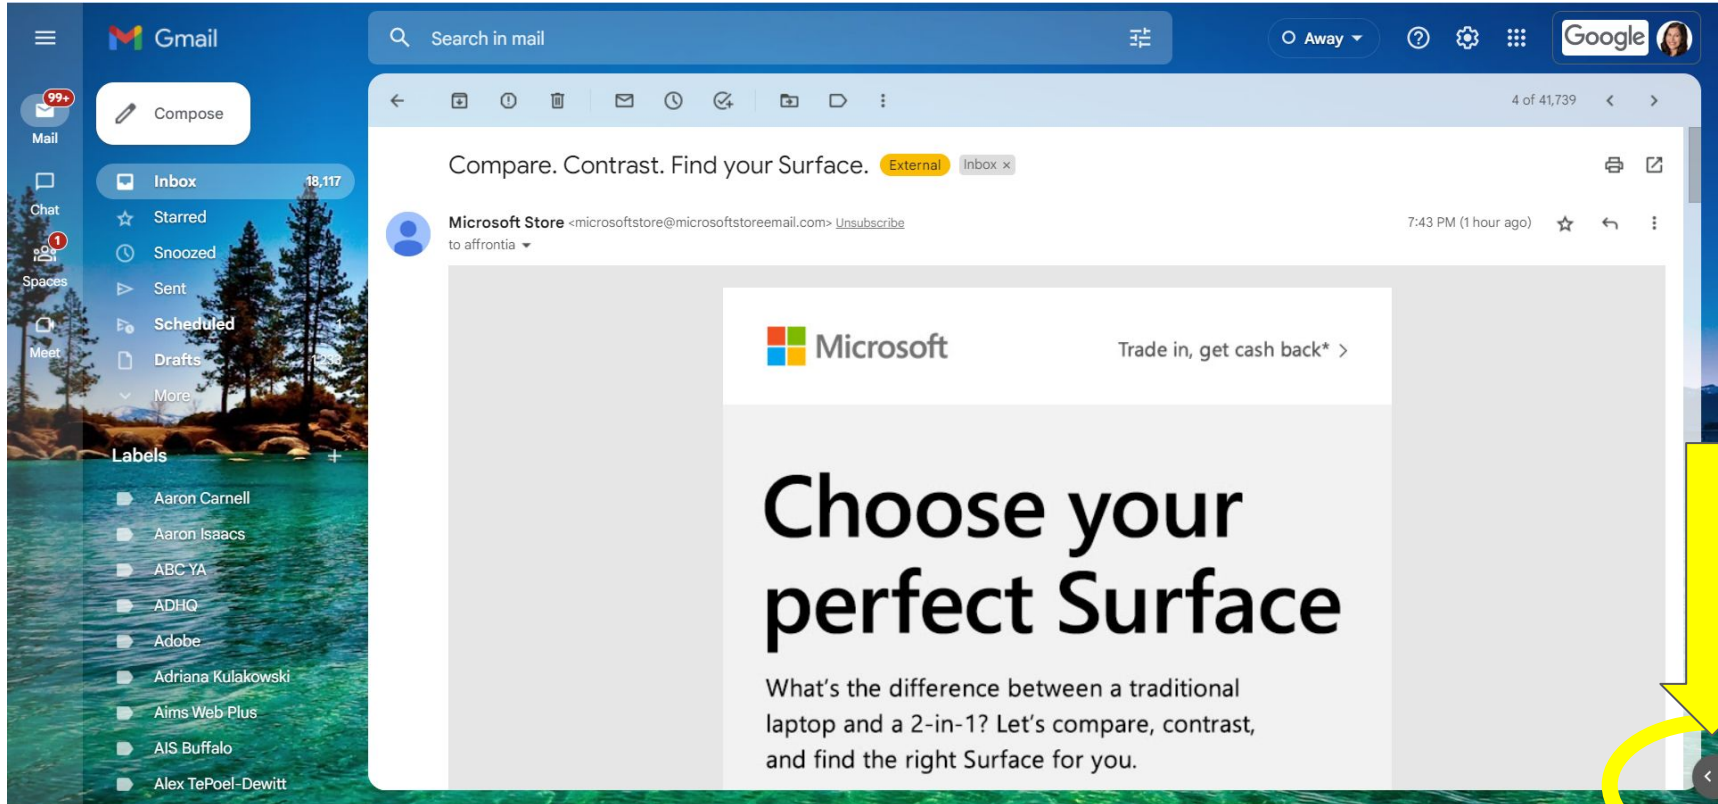 Gmail
Search in mail
Away
Google
99+
Mail
Compose
4 of 41,739
Compare. Contrast. Find your Surface. External Inbox ×
Inbox 18,117
Chat
Starred
Microsoft Store <microsoftstore@microsoftstoreemail.com> Unsubscribe
7:43 PM (1 hour ago)
to affrontia
1
Snoozed
Spaces
Sent
Scheduled 1
Meet
Drafts
More
Microsoft
Trade in, get cash back* >
Labels +
Aaron Carnell
Aaron Isaacs
ABC YA
ADHQ
Adobe
Adriana Kulakowski
Aims Web Plus
AIS Buffalo
Alex TePoel-Dewitt
Choose your
perfect Surface
What's the difference between a traditional
laptop and a 2-in-1? Let's compare, contrast,
and find the right Surface for you.